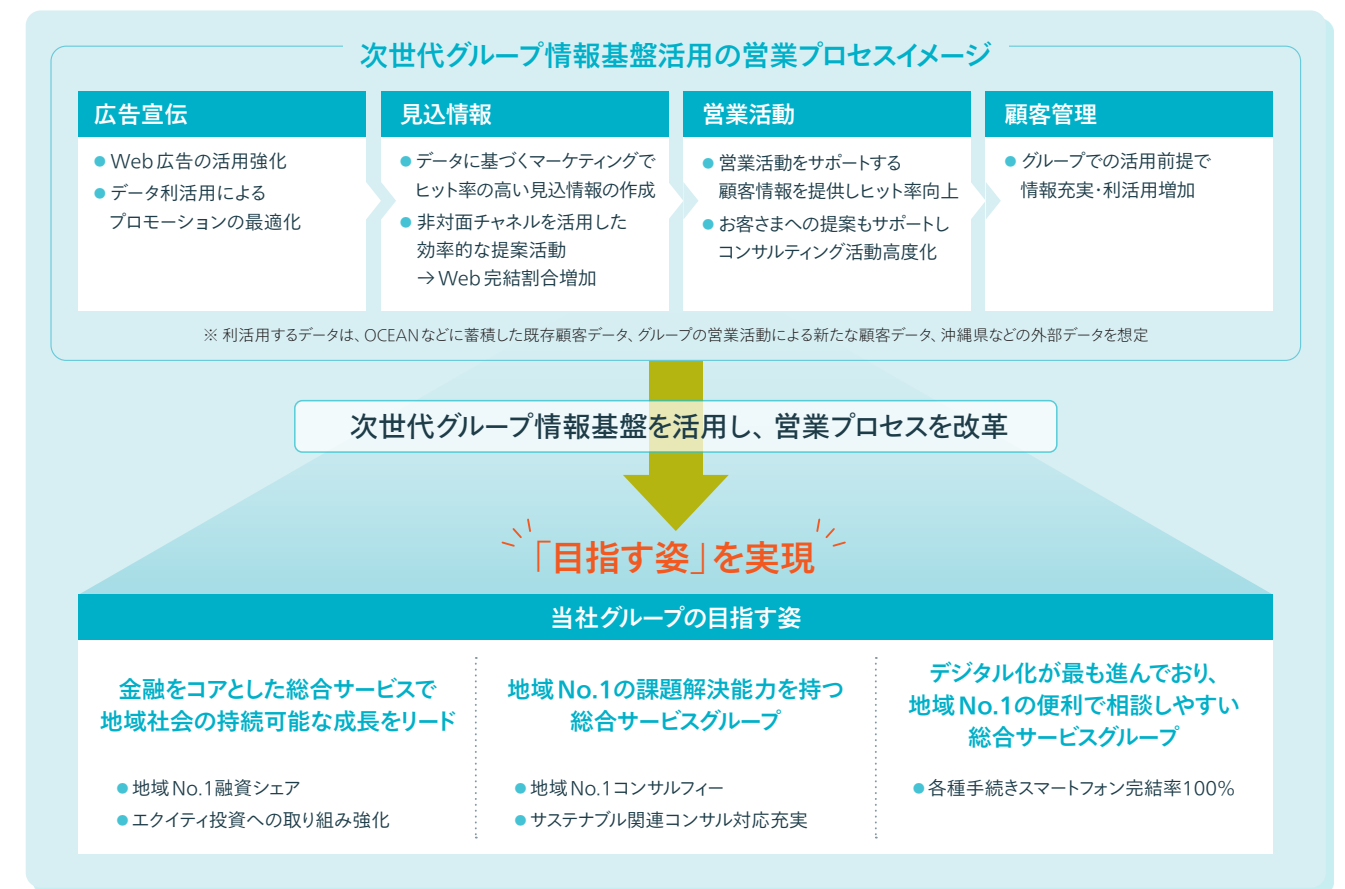 次世代グループ情報基盤活用の営業プロセスイメージ
広告宣伝
● Web広告の活用強化
● データ利活用による
プロモーションの最適化
見込情報
● データに基づくマーケティングで
ヒット率の高い見込情報の作成
● 非対面チャネルを活用した
効率的な提案活動
→Web完結割合増加
営業活動
● 営業活動をサポートする
顧客情報を提供しヒット率向上
● お客さまへの提案もサポートし
コンサルティング活動高度化
顧客管理
● グループでの活用前提で
情報充実・利活用増加
※ 利活用するデータは、OCEANなどに蓄積した既存顧客データ、グループの営業活動による新たな顧客データ、沖縄県などの外部データを想定
次世代グループ情報基盤を活用し、営業プロセスを改革
「目指す姿」を実現
当社グループの目指す姿
金融をコアとした総合サービスで
地域社会の持続可能な成長をリード
● 地域No.1融資シェア
● エクイティ投資への取り組み強化
地域No.1の課題解決能力を持つ
総合サービスグループ
● 地域No.1コンサルフィー
● サステナブル関連コンサル対応充実
デジタル化が最も進んでおり、
地域No.1の便利で相談しやすい
総合サービスグループ
● 各種手続きスマートフォン完結率100%